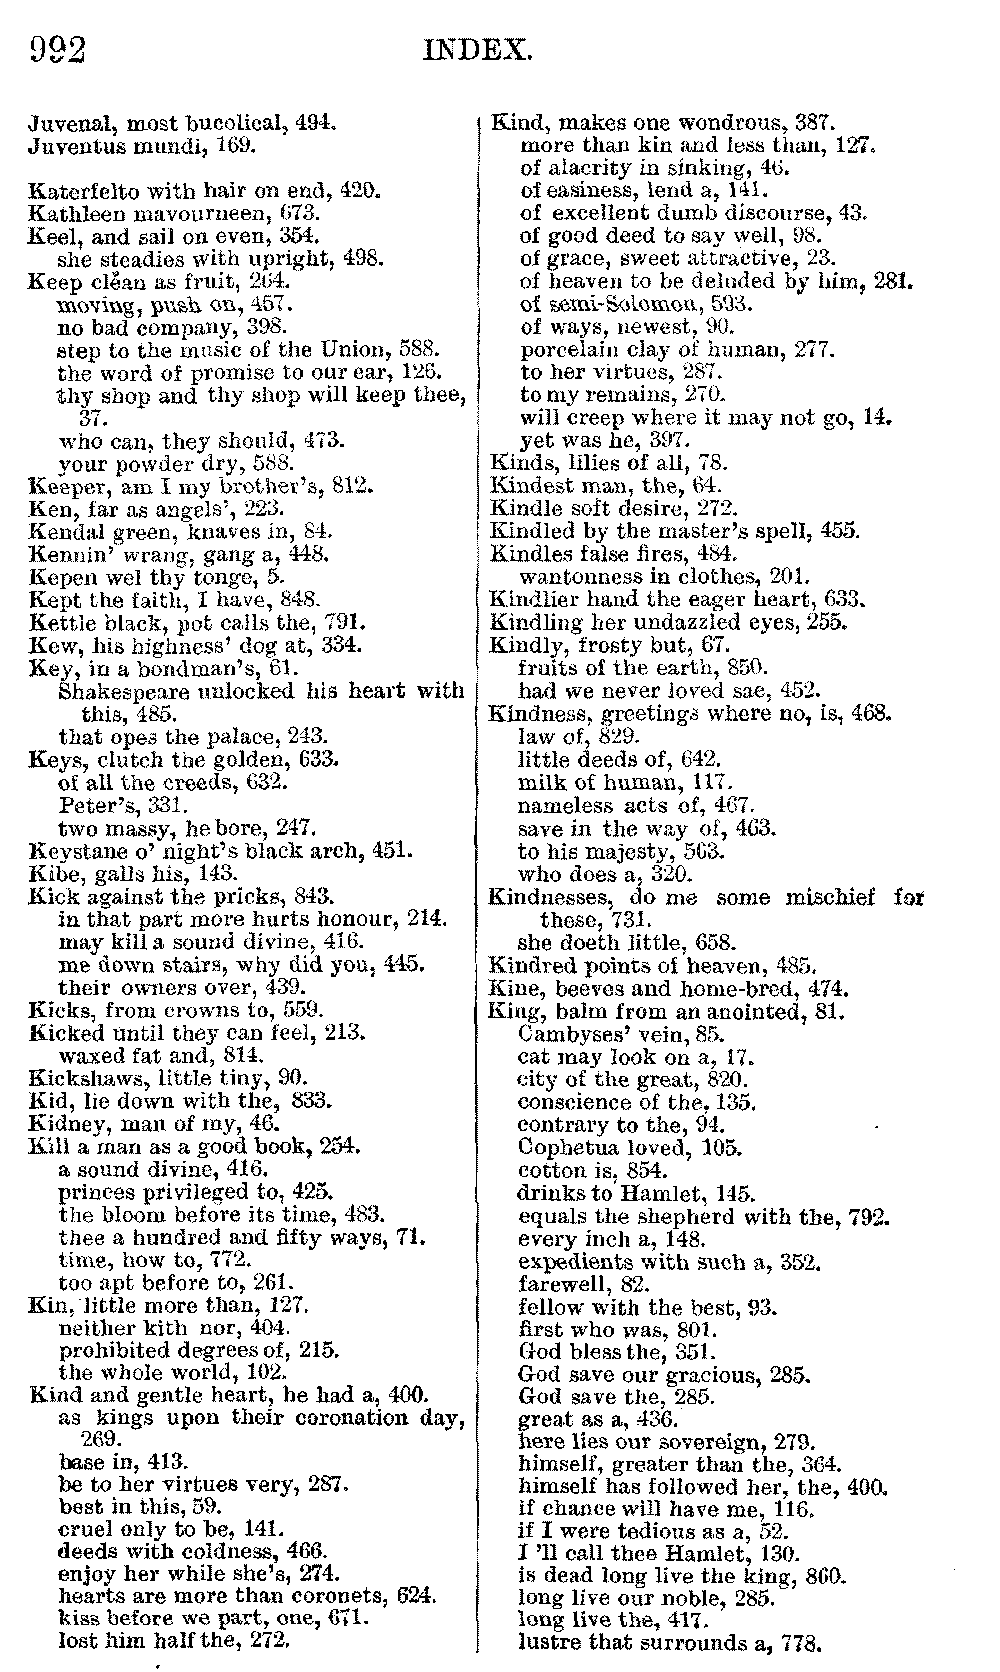 992
INDEX.
Juvenal, most bucolical, 494.
Juventus mundi, 169.
Katerfelto with hair on end, 420.
Kathleen mavourneen, 673.
Keel, and sail on even, 354.
she steadies with upright, 498.
Keep clean as fruit, 264.
moving, push on, 457.
no bad company, 398.
step to the music of the Union, 588.
the word of promise to our ear, 126.
thy shop and thy shop will keep thee,
37.
who can, they should, 473.
your powder dry, 588.
Keeper, am I my brother's, 812.
Ken, far as angels', 223.
Kendal green, knaves in, 84.
Kennin' wrang, gang a, 448.
Kepen wel thy tonge, 5.
Kept the faith, I have, 848.
Kettle black, pot calls the, 791.
Kew, his highness' dog at, 334.
Key, in a bondman's, 61.
Shakespeare unlocked his heart with
this, 485.
that opes the palace, 243.
Keys, clutch the golden, 633.
of all the creeds, 632.
Peter's, 331.
two massy, he bore, 247.
Keystane o' night's black arch, 451.
Kibe, galls his, 143.
Kick against the pricks, 843.
in that part more hurts honour, 214.
may kill a sound divine, 416.
me down stairs, why did you, 445.
their owners over, 439.
Kicks, from crowns to, 559.
Kicked until they can feel, 213.
waxed fat and, 814.
Kickshaws, little tiny, 90.
Kid, lie down with the, 833.
Kidney, man of my, 46.
Kill a man as a good book, 254.
a sound divine, 416.
princes privileged to, 425.
the bloom before its time, 483.
thee a hundred and fifty ways, 71.
time, how to, 772.
too apt before to, 261.
Kin, little more than, 127.
neither kith nor, 404.
prohibited degrees of, 215.
the whole world, 102.
Kind and gentle heart, he had a, 400.
as kings upon their coronation day,
269.
base in, 413.
be to her virtues very, 287.
best in this, 59.
cruel only to be, 141.
deeds with coldness, 466.
enjoy her while she's, 274.
hearts are more than coronets, 624.
kiss before we part, one, 671.
lost him half the, 272.
Kind, makes one wondrous, 387.
more than kin and less than, 127.
of alacrity in sinking, 46.
of easiness, lend a, 141.
of excellent dumb discourse, 43.
of good deed to say well, 98.
of grace, sweet attractive, 23.
of heaven to be deluded by him, 281.
of semi-Solomon, 593.
of ways, newest, 90.
porcelain clay of human, 277.
to her virtues, 287.
to my remains, 270.
will creep where it may not go, 14.
yet was he, 397.
Kinds, lilies of all, 78.
Kindest man, the, 64.
Kindle soft desire, 272.
Kindled by the master's spell, 455.
Kindles false fires, 484.
wantonness in clothes, 201.
Kindlier hand the eager heart, 633.
Kindling her undazzled eyes, 255.
Kindly, frosty but, 67.
fruits of the earth, 850.
had we never loved sae, 452.
Kindness, greetings where no, is, 468.
law of, 829.
little deeds of, 642.
milk of human, 117.
nameless acts of, 467.
save in the way of, 463.
to his majesty, 563.
who does a, 320.
Kindnesses, do me some mischief for
these, 731.
she doeth little, 658.
Kindred points of heaven, 485.
Kine, beeves and home-bred, 474.
King, balm from an anointed, 81.
Cambyses' vein, 85.
cat may look on a, 17.
city of the great, 820.
conscience of the, 135.
contrary to the, 94.
Cophetua loved, 105.
cotton is, 854.
drinks to Hamlet, 145.
equals the shepherd with the, 792.
every inch a, 148.
expedients with such a, 352.
farewell, 82.
fellow with the best, 93.
first who was, 801.
God bless the, 351.
God save our gracious, 285.
God save the, 285.
great as a, 436.
here lies our sovereign, 279.
himself, greater than the, 364.
himself has followed her, the, 400.
if chance will have me, 116.
if I were tedious as a, 52.
I 'll call thee Hamlet, 130.
is dead long live the king, 860.
long live our noble, 285.
long live the, 417.
lustre that surrounds a, 778.